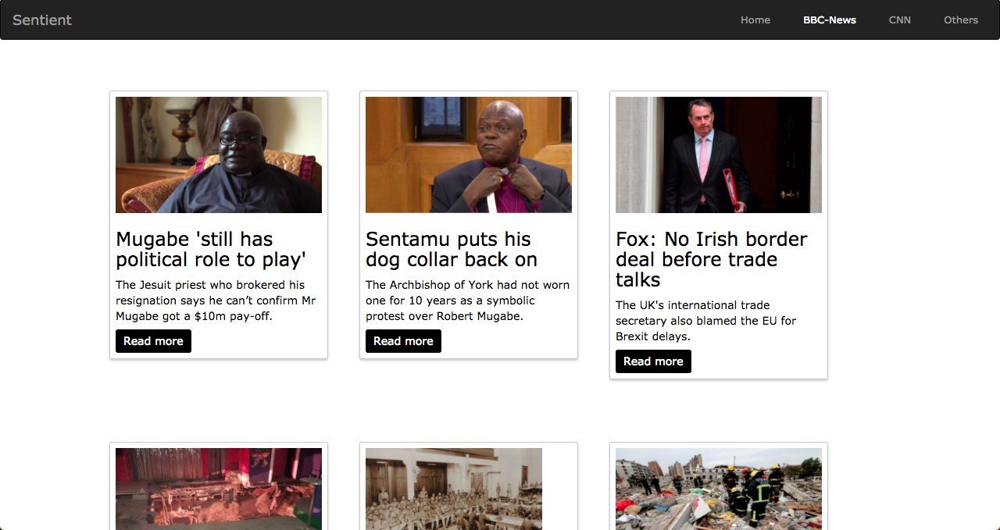 Sentient
Home BBC-News CNN Others
Mugabe 'still has
political role to play'
The Jesuit priest who brokered his
resignation says he can’t confirm Mr
Mugabe got a $10m pay-off.
Read more
Sentamu puts his
dog collar back on
The Archbishop of York had not worn
one for 10 years as a symbolic
protest over Robert Mugabe.
Read more
Fox: No Irish border
deal before trade
talks
The UK's international trade
secretary also blamed the EU for
Brexit delays.
Read more